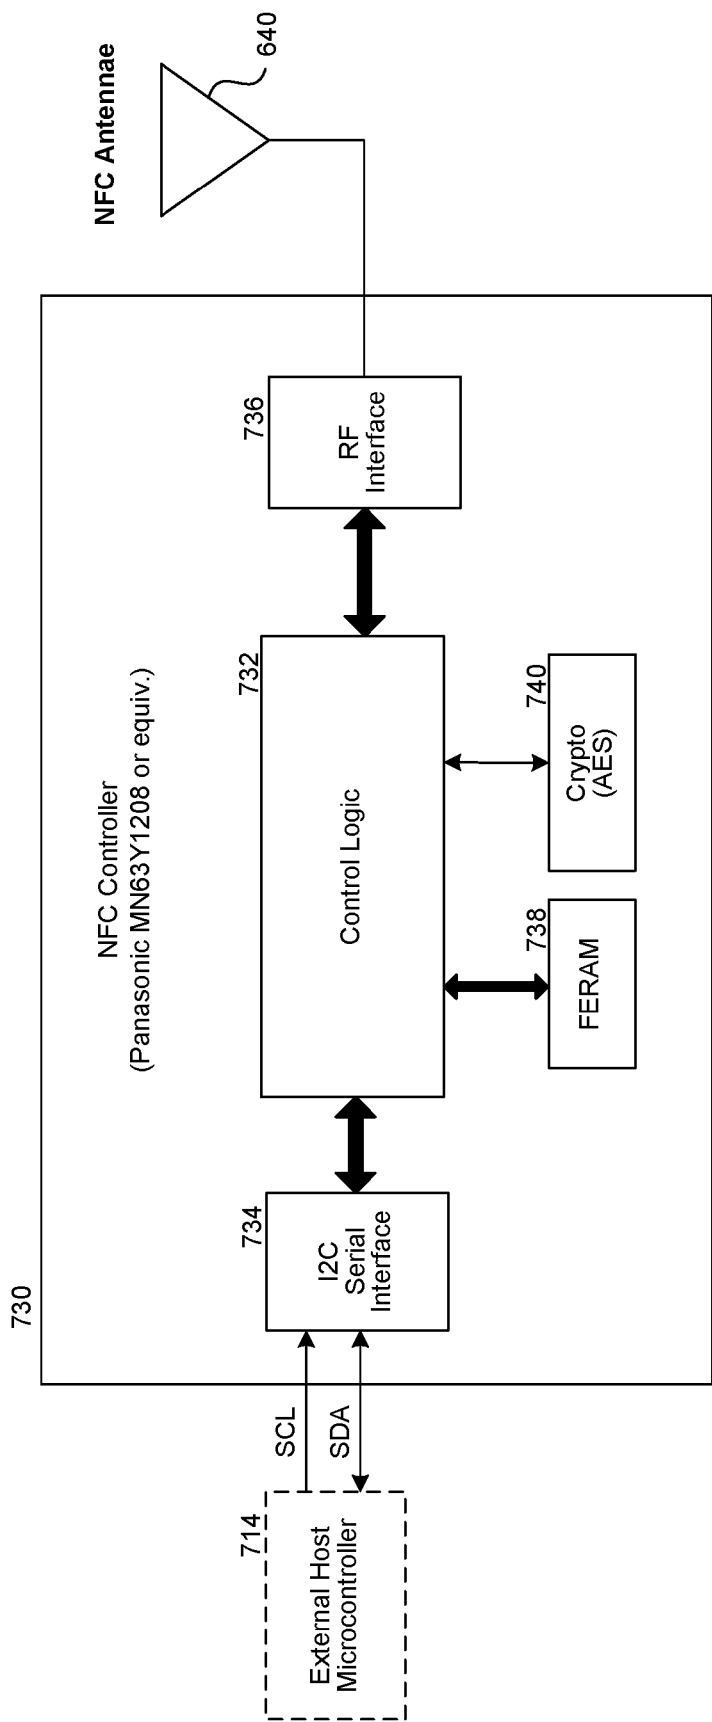 730
NFC Controller
(Panasonic MN63Y1208 or equiv.)
NFC Antennae
640
714
External Host
Microcontroller
SCL
SDA
734
I2C
Serial
Interface
732
Control Logic
736
RF
Interface
738
FERAM
740
Crypto
(AES)